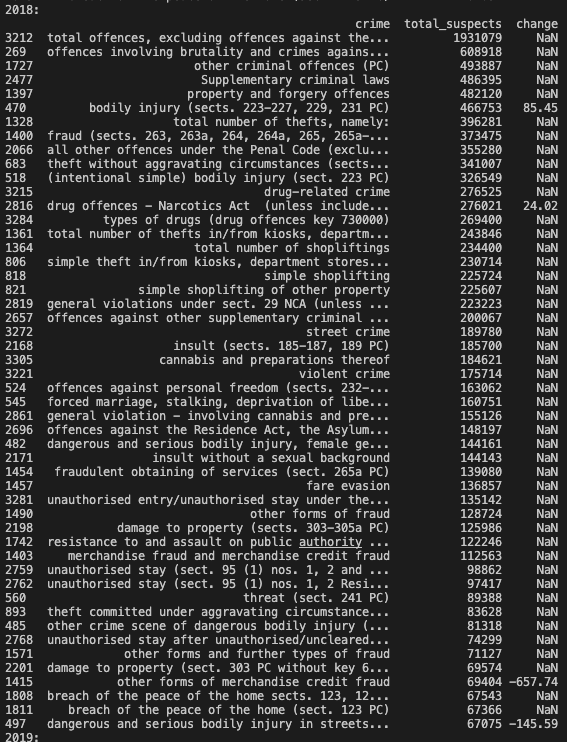 2018:
crime total_suspects change
3212 total offences, excluding offences against the... 1931079 NaN
269 offences involving brutality and crimes agains... 608918 NaN
1727 other criminal offences (PC) 493887 NaN
2477 Supplementary criminal laws 486395 NaN
1397 property and forgery offences 482120 NaN
470 bodily injury (sects. 223-227, 229, 231 PC) 466753 85.45
1328 total number of thefts, namely: 396281 NaN
1400 fraud (sects. 263, 263a, 264, 264a, 265, 265a-... 373475 NaN
2066 all other offences under the Penal Code (exclu... 355280 NaN
683 theft without aggravating circumstances (sects... 341007 NaN
518 (intentional simple) bodily injury (sect. 223 PC) 326549 NaN
3215 drug-related crime 276525 NaN
2816 drug offences - Narcotics Act (unless include... 276021 24.02
3284 types of drugs (drug offences key 730000) 269400 NaN
1361 total number of thefts in/from kiosks, departm... 243846 NaN
1364 total number of shopliftings 234400 NaN
806 simple theft in/from kiosks, department stores... 230714 NaN
818 simple shoplifting 225724 NaN
821 simple shoplifting of other property 225607 NaN
2819 general violations under sect. 29 NCA (unless ... 223223 NaN
2657 offences against other supplementary criminal ... 200067 NaN
3272 street crime 189780 NaN
2168 insult (sects. 185-187, 189 PC) 185700 NaN
3305 cannabis and preparations thereof 184621 NaN
3221 violent crime 175714 NaN
524 offences against personal freedom (sects. 232-... 163062 NaN
545 forced marriage, stalking, deprivation of libe... 160751 NaN
2861 general violation - involving cannabis and pre... 155126 NaN
2696 offences against the Residence Act, the Asylum... 148197 NaN
482 dangerous and serious bodily injury, female ge... 144161 NaN
2171 insult without a sexual background 144143 NaN
1454 fraudulent obtaining of services (sect. 265a PC) 139080 NaN
1457 fare evasion 136857 NaN
3281 unauthorised entry/unauthorised stay under the... 135142 NaN
1490 other forms of fraud 128724 NaN
2198 damage to property (sects. 303-305a PC) 125986 NaN
1742 resistance to and assault on public authority ... 122246 NaN
1403 merchandise fraud and merchandise credit fraud 112563 NaN
2759 unauthorised stay (sect. 95 (1) nos. 1, 2 and ... 98862 NaN
2762 unauthorised stay (sect. 95 (1) nos. 1, 2 Resi... 97417 NaN
560 threat (sect. 241 PC) 89388 NaN
893 theft committed under aggravating circumstance... 83628 NaN
485 other crime scene of dangerous bodily injury (... 81318 NaN
2768 unauthorised stay after unauthorised/uncleared... 74299 NaN
1571 other forms and further types of fraud 71127 NaN
2201 damage to property (sect. 303 PC without key 6... 69574 NaN
1415 other forms of merchandise credit fraud 69404 -657.74
1808 breach of the peace of the home sects. 123, 12... 67543 NaN
1811 breach of the peace of the home (sect. 123 PC) 67366 NaN
497 dangerous and serious bodily injury in streets... 67075 -145.59
2019: